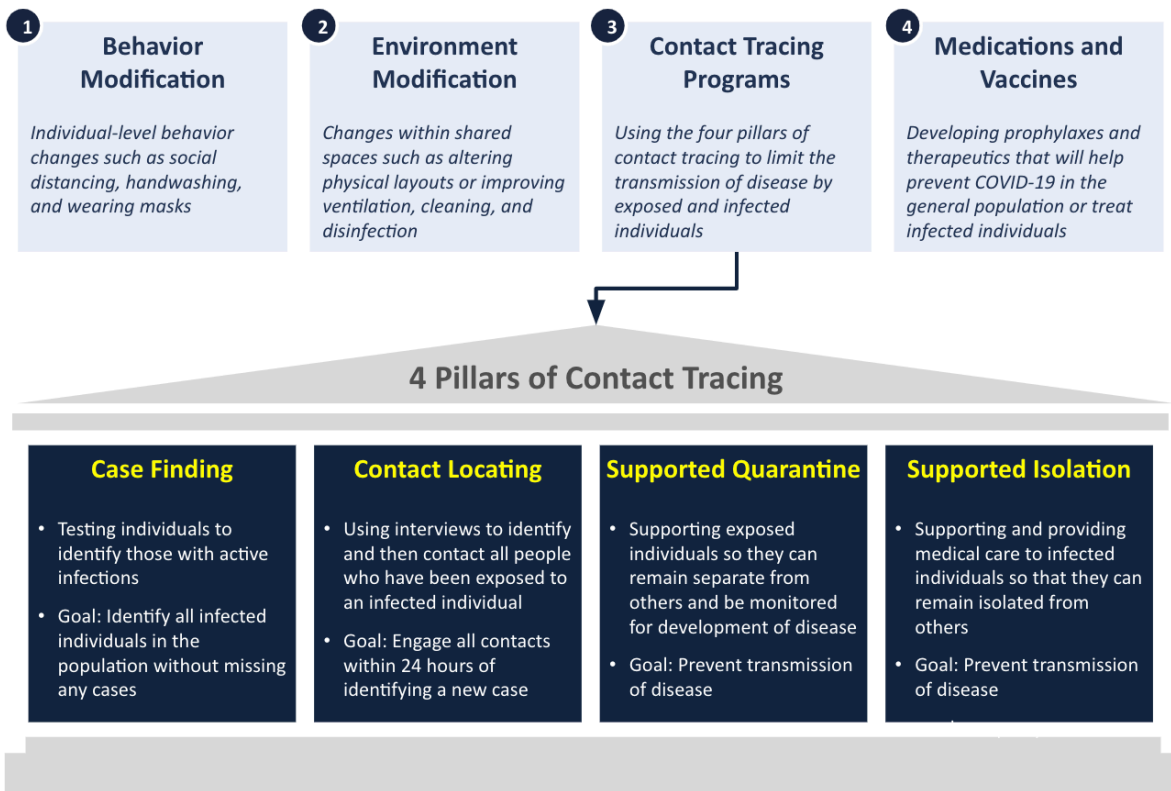 1
Behavior
Modification
Individual-level behavior
changes such as social
distancing, handwashing,
and wearing masks
2
Environment
Modification
Changes within shared
spaces such as altering
physical layouts or improving
ventilation, cleaning, and
disinfection
3
Contact Tracing
Programs
Using the four pillars of
contact tracing to limit the
transmission of disease by
exposed and infected
individuals
4
Medications and
Vaccines
Developing prophylaxes and
therapeutics that will help
prevent COVID-19 in the
general population or treat
infected individuals
4 Pillars of Contact Tracing
Case Finding
• Testing individuals to
identify those with active
infections
• Goal: Identify all infected
individuals in the
population without missing
any cases
Contact Locating
• Using interviews to identify
and then contact all people
who have been exposed to
an infected individual
• Goal: Engage all contacts
within 24 hours of
identifying a new case
Supported Quarantine
• Supporting exposed
individuals so they can
remain separate from
others and be monitored
for development of disease
• Goal: Prevent transmission
of disease
Supported Isolation
• Supporting and providing
medical care to infected
individuals so that they can
remain isolated from
others
• Goal: Prevent transmission
of disease